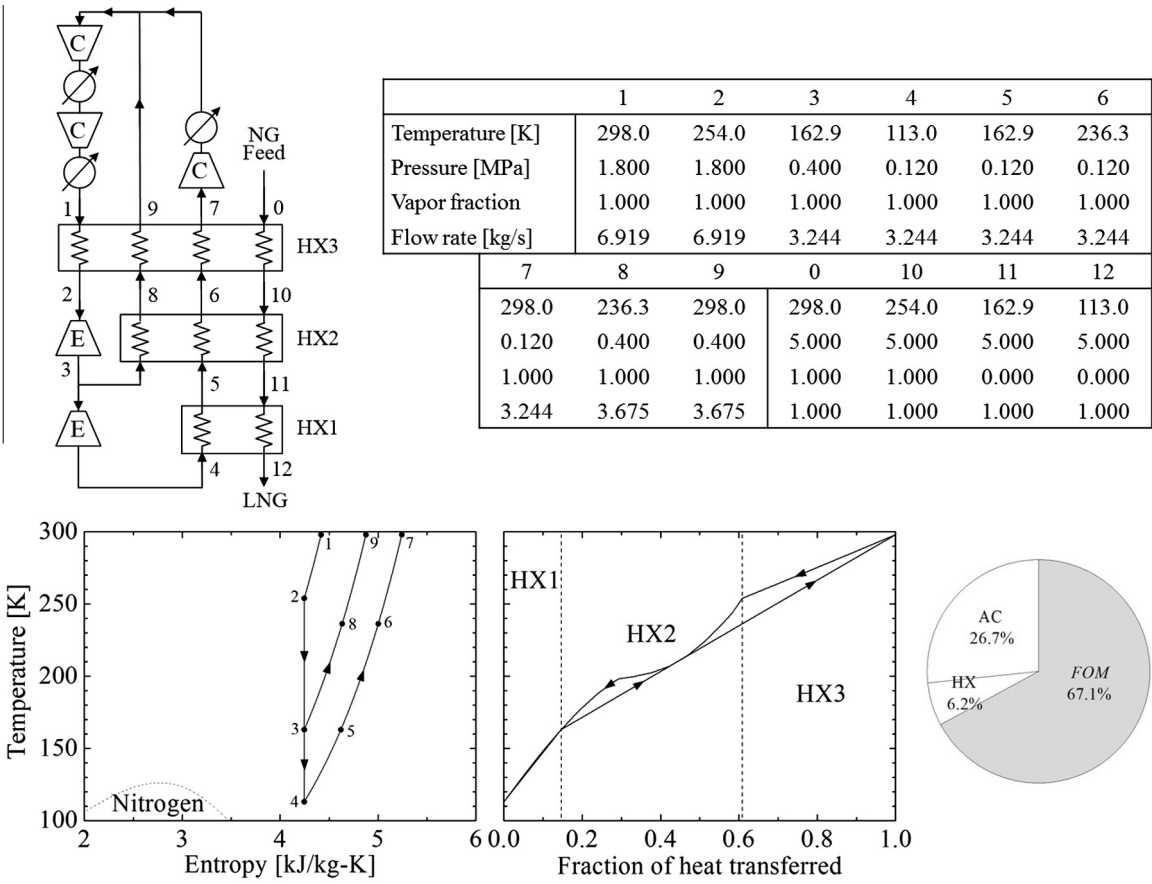 C
C
C
NG
Feed
1
9
7
0
HX3
2
8
6
10
E
HX2
3
5
11
E
HX1
4
12
LNG
1 2 3 4 5 6
Temperature [K] 298.0 254.0 162.9 113.0 162.9 236.3
Pressure [MPa] 1.800 1.800 0.400 0.120 0.120 0.120
Vapor fraction 1.000 1.000 1.000 1.000 1.000 1.000
Flow rate [kg/s] 6.919 6.919 3.244 3.244 3.244 3.244
7 8 9 0 10 11 12
298.0 236.3 298.0 298.0 254.0 162.9 113.0
0.120 0.400 0.400 5.000 5.000 5.000 5.000
1.000 1.000 1.000 1.000 1.000 0.000 0.000
3.244 3.675 3.675 1.000 1.000 1.000 1.000
Temperature [K]
300
250
200
150
100
1
9
7
2
8
6
3
5
4
Nitrogen
2 3 4 5 6
Entropy [kJ/kg-K]
HX1
HX2
HX3
0.0 0.2 0.4 0.6 0.8 1.0
Fraction of heat transferred
AC
26.7%
HX
6.2%
FOM
67.1%